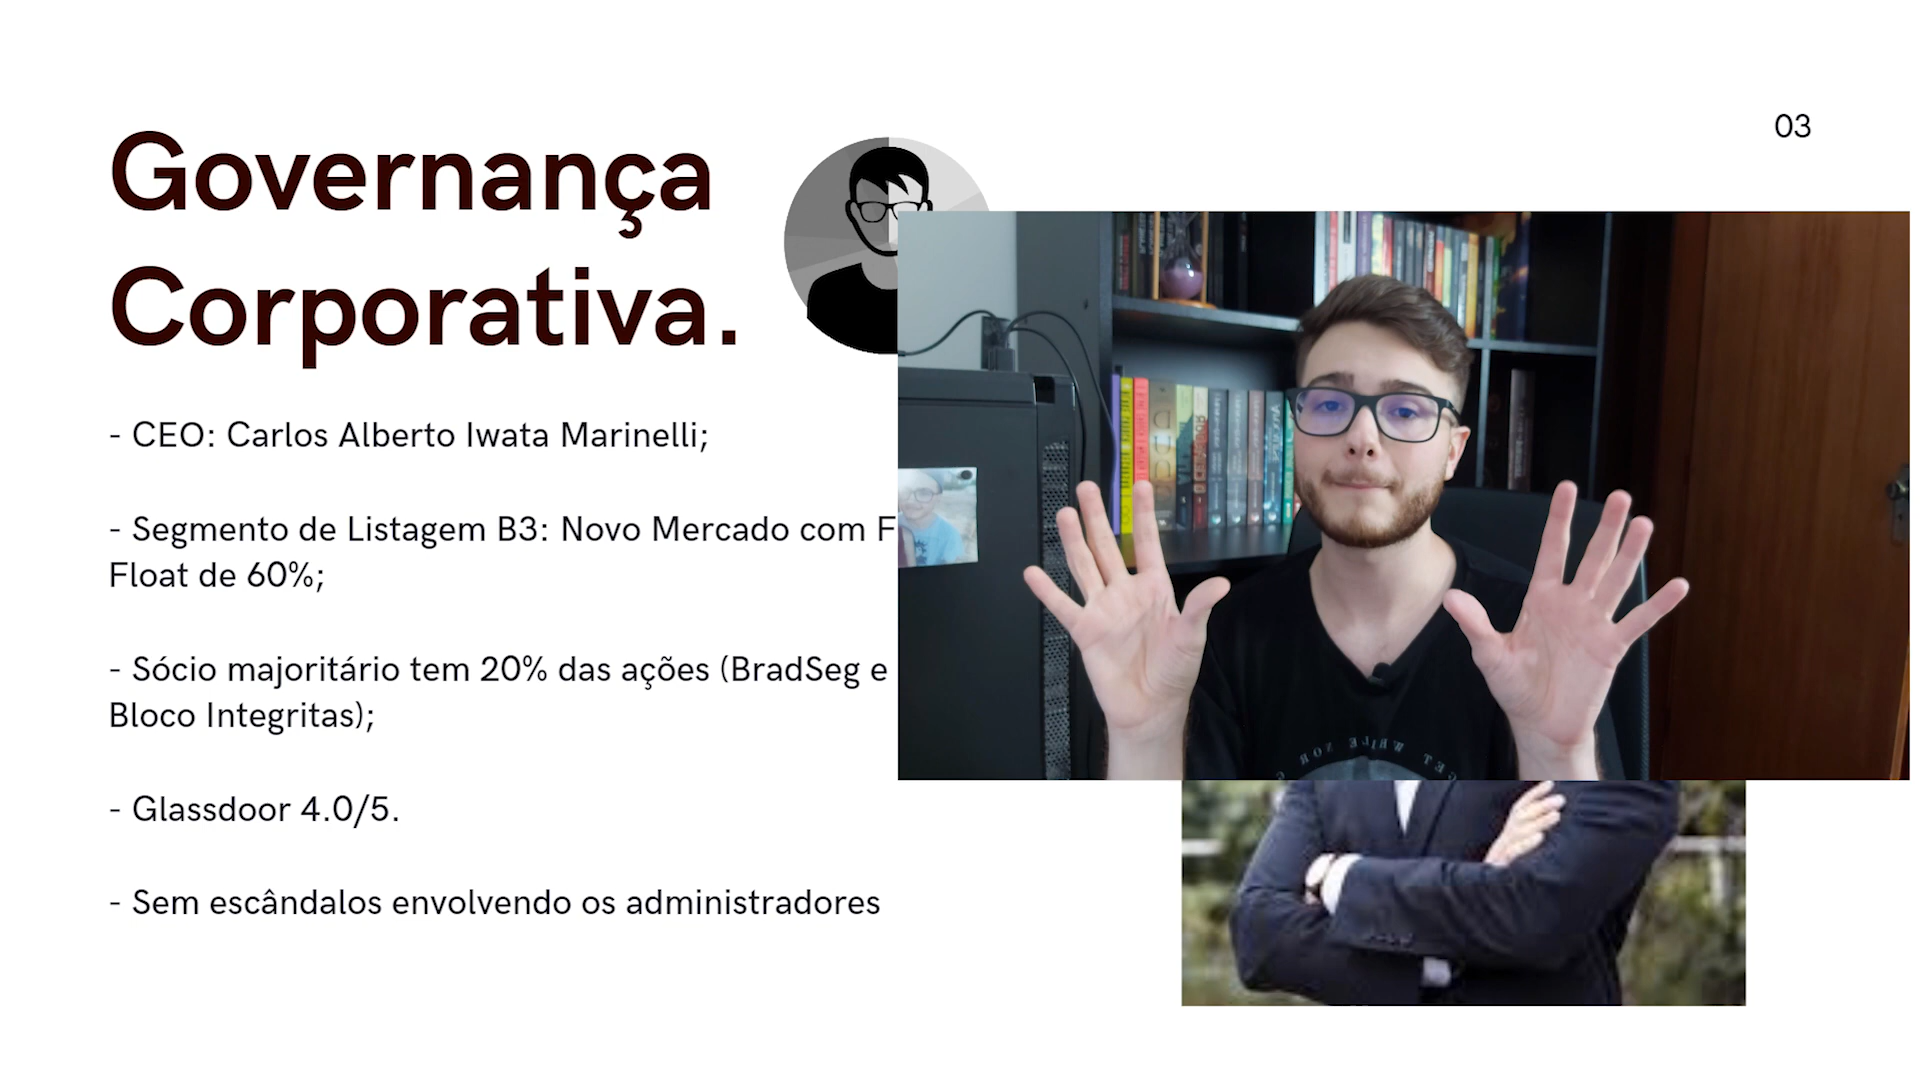 03
Governança
Corporativa.
- CEO: Carlos Alberto Iwata Marinelli;
- Segmento de Listagem B3: Novo Mercado com F
Float de 60%;
- Sócio majoritário tem 20% das ações (BradSeg e
Bloco Integritas);
- Glassdoor 4.0/5.
- Sem escândalos envolvendo os administradores